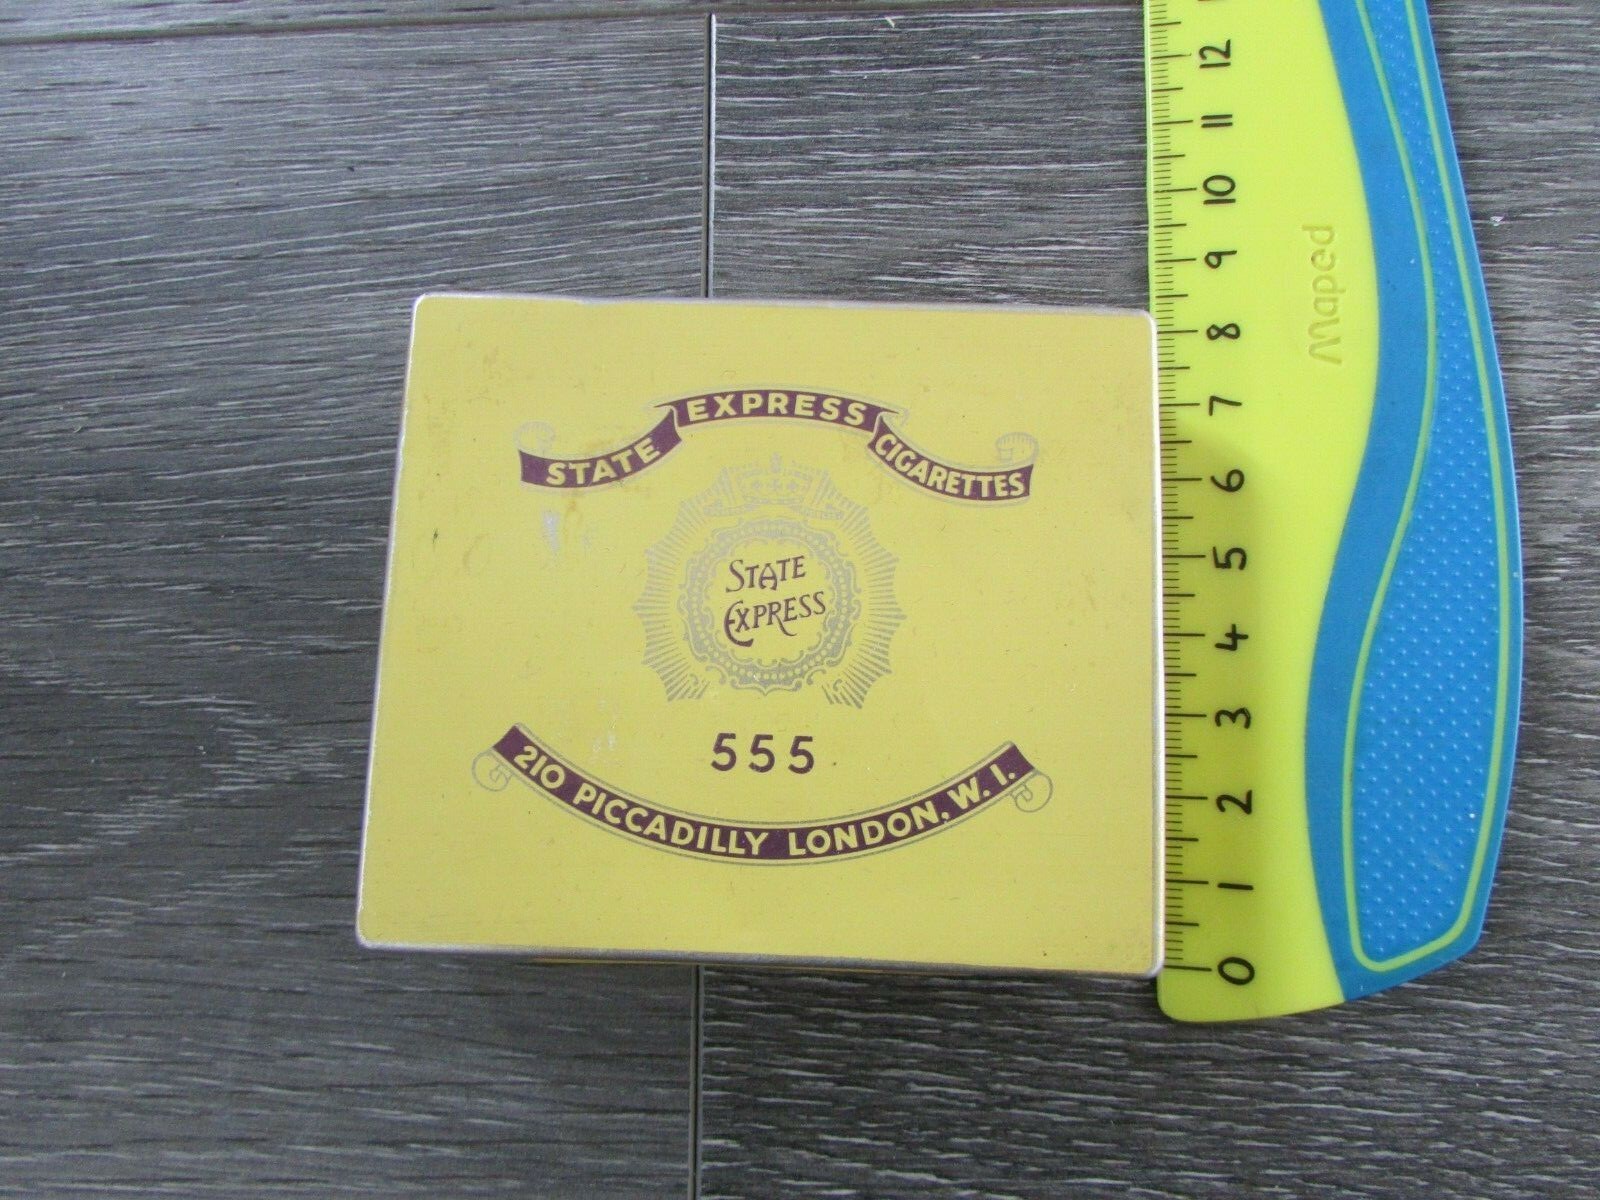 STATE EXPRESS CIGARETTES
STATE
EXPRESS
555
210 PICCADILLY LONDON, W. 1.
12
11
10
9
8
7
6
5
4
3
2
1
0
Maped